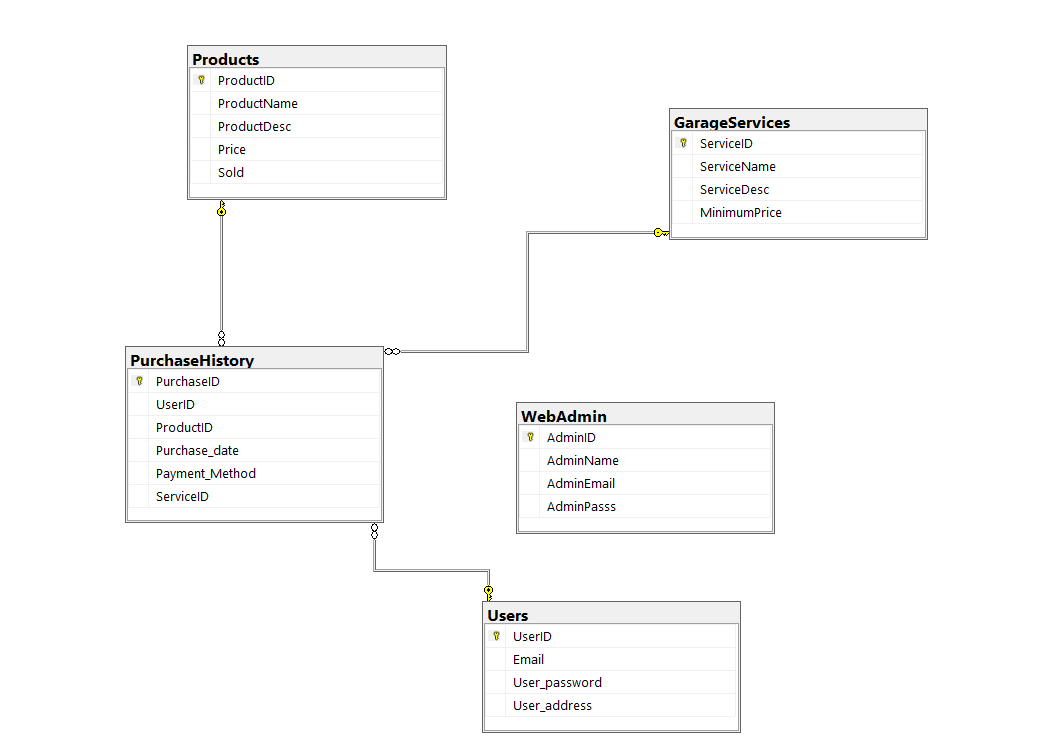 Products
ProductID
ProductName
ProductDesc
Price
Sold
GarageServices
ServiceID
ServiceName
ServiceDesc
MinimumPrice
PurchaseHistory
PurchaseID
UserID
ProductID
Purchase_date
Payment_Method
ServiceID
WebAdmin
AdminID
AdminName
AdminEmail
AdminPasss
Users
UserID
Email
User_password
User_address